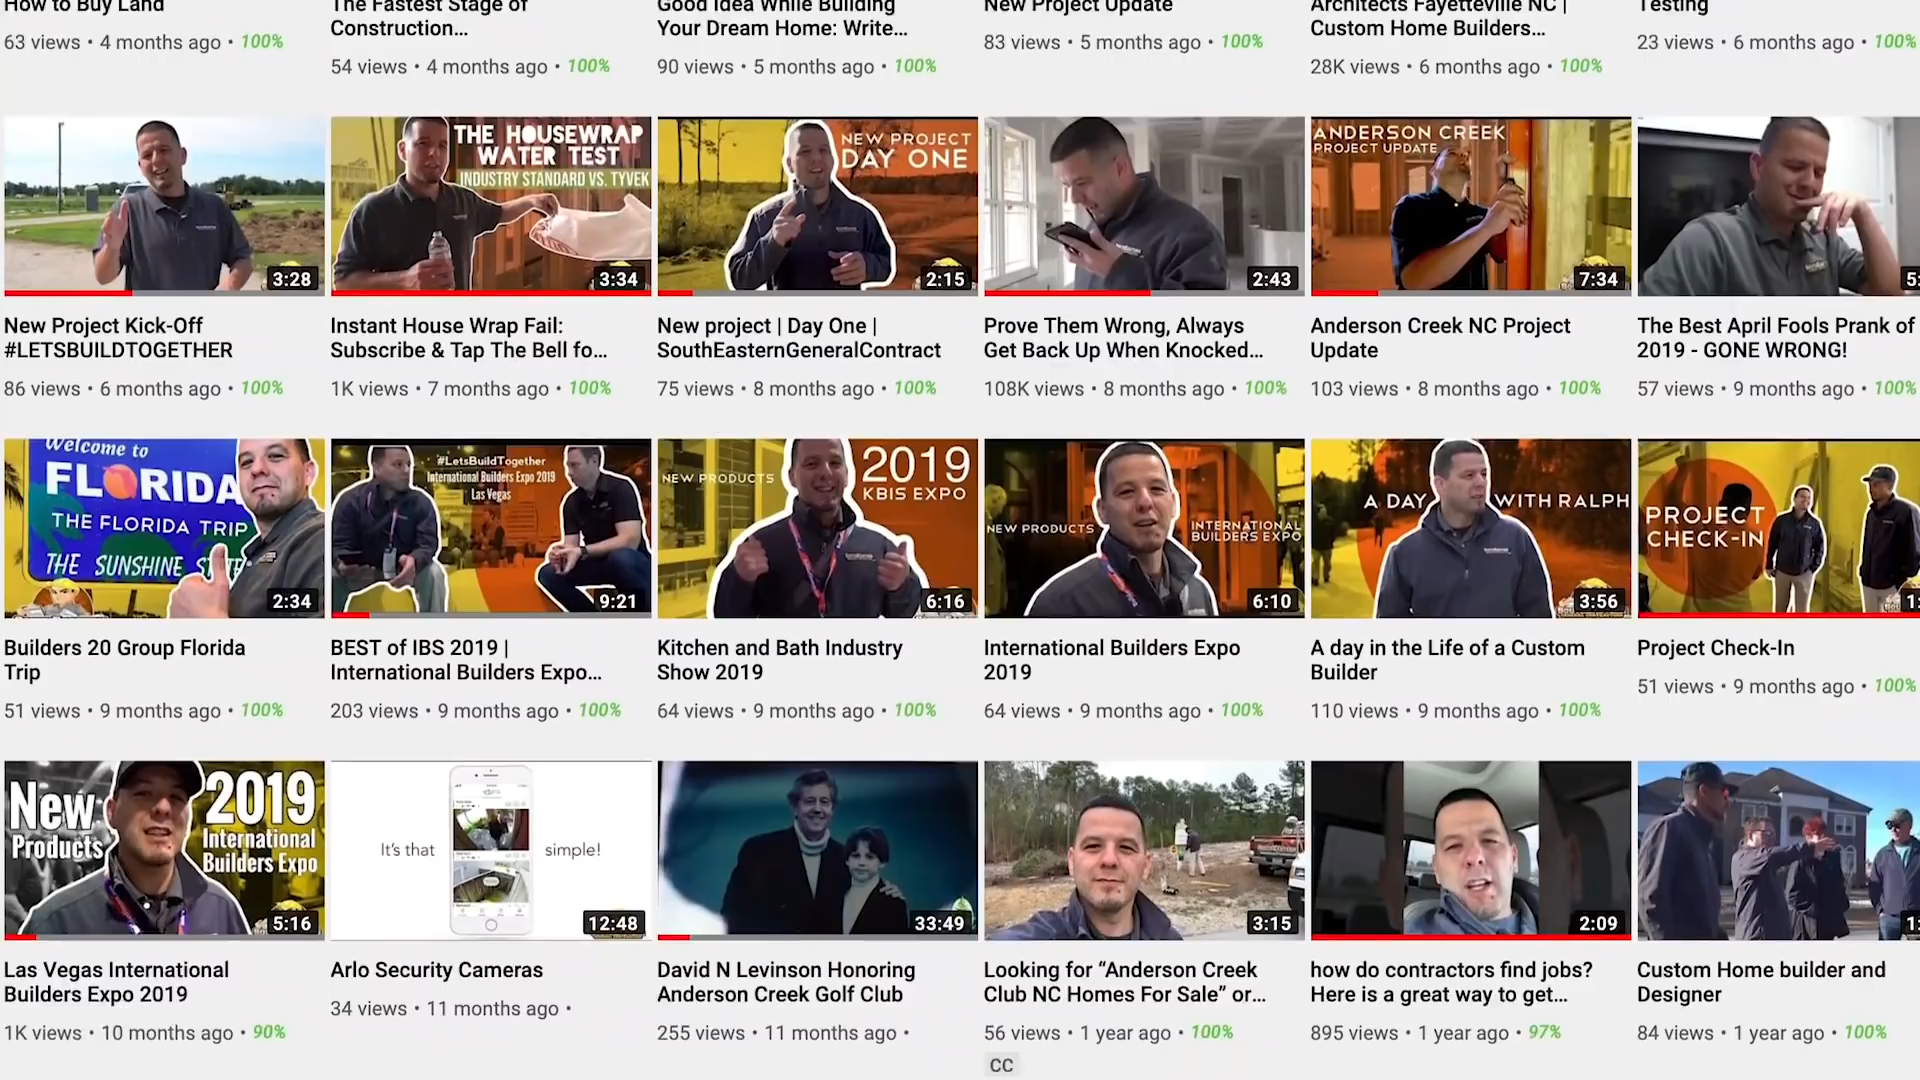 How to Buy Land
63 views • 4 months ago • 100%
The Fastest Stage of
Construction...
54 views • 4 months ago • 100%
Good Idea While Building
Your Dream Home: Write...
90 views • 5 months ago • 100%
New Project Update
83 views • 5 months ago • 100%
Architects Fayetteville NC |
Custom Home Builders...
28K views • 6 months ago • 100%
Testing
23 views • 6 months ago • 100%
3:28
New Project Kick-Off
#LETSBUILDTOGETHER
86 views • 6 months ago • 100%
THE HOUSEWRAP
WATER TEST
INDUSTRY STANDARD VS. TYVEK
3:34
Instant House Wrap Fail:
Subscribe & Tap The Bell fo...
1K views • 7 months ago • 100%
NEW PROJECT
DAY ONE
2:15
New project | Day One |
SouthEasternGeneralContract
75 views • 8 months ago • 100%
2:43
Prove Them Wrong, Always
Get Back Up When Knocked...
108K views • 8 months ago • 100%
ANDERSON CREEK
PROJECT UPDATE
7:34
Anderson Creek NC Project
Update
103 views • 8 months ago • 100%
5:
The Best April Fools Prank of
2019 - GONE WRONG!
57 views • 9 months ago • 100%
Welcome to
FLORIDA
THE FLORIDA TRIP
THE SUNSHINE STATE
2:34
Builders 20 Group Florida
Trip
51 views • 9 months ago • 100%
#LetsBuildTogether
International Builders Expo 2019
Las Vegas
9:21
BEST of IBS 2019 |
International Builders Expo...
203 views • 9 months ago • 100%
NEW PRODUCTS
2019
KBIS EXPO
6:16
Kitchen and Bath Industry
Show 2019
64 views • 9 months ago • 100%
NEW PRODUCTS
INTERNATIONAL
BUILDERS EXPO
6:10
International Builders Expo
2019
64 views • 9 months ago • 100%
A DAY WITH RALPH
3:56
A day in the Life of a Custom
Builder
110 views • 9 months ago • 100%
PROJECT
CHECK-IN
1:
Project Check-In
51 views • 9 months ago • 100%
New
Products
2019
International
Builders Expo
5:16
Las Vegas International
Builders Expo 2019
1K views • 10 months ago • 90%
It's that simple!
12:48
Arlo Security Cameras
34 views • 11 months ago •
33:49
David N Levinson Honoring
Anderson Creek Golf Club
255 views • 11 months ago •
3:15
Looking for “Anderson Creek
Club NC Homes For Sale” or...
56 views • 1 year ago • 100%
CC
2:09
how do contractors find jobs?
Here is a great way to get...
895 views • 1 year ago • 97%
1:
Custom Home builder and
Designer
84 views • 1 year ago • 100%